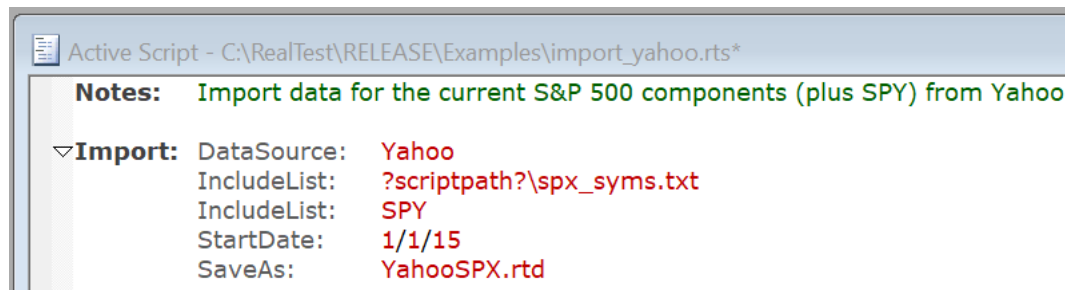 Active Script - C:\RealTest\RELEASE\Examples\import_yahoo.rts*
Notes: Import data for the current S&P 500 components (plus SPY) from Yahoo
Import: DataSource: Yahoo
IncludeList: ?scriptpath?\spx_syms.txt
IncludeList: SPY
StartDate: 1/1/15
SaveAs: YahooSPX.rtd